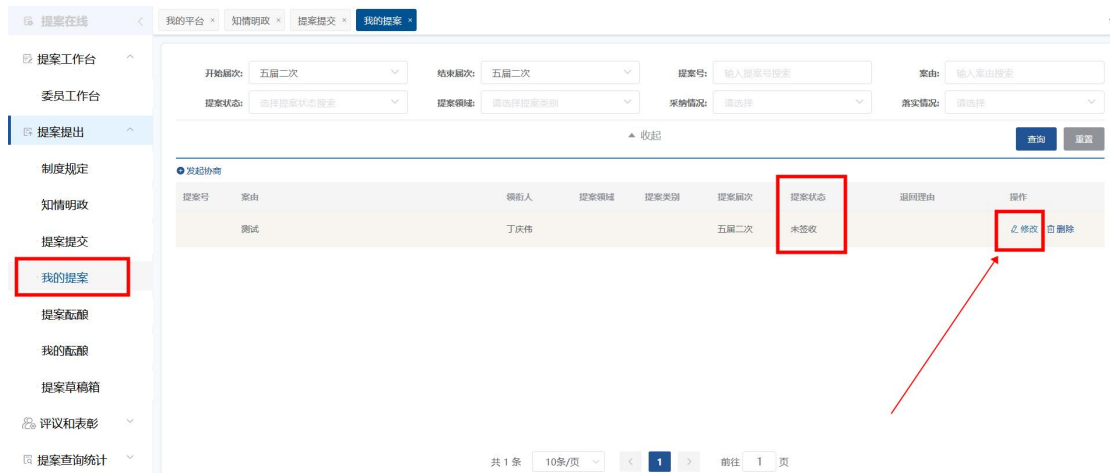 提案在线
我的平台 × 知情明政 × 提案提交 × 我的提案 ×
提案工作台
委员工作台
提案提出
制度规定
知情明政
提案提交
我的提案
提案酝酿
我的酝酿
提案草稿箱
评议和表彰
提案查询统计
开始届次: 五届二次 结束届次: 五届二次 提案号: 输入提案号搜索 案由: 输入案由搜索
提案状态: 选择提案状态搜索 提案领域: 请选择提案类别 采纳情况: 请选择 落实情况: 请选择
收起
查询 重置
发起协商
提案号 案由 领衔人 提案领域 提案类别 提案届次 提案状态 退回理由 操作
测试 丁庆伟 五届二次 未签收 修改 删除
共 1 条 10条/页 < 1 > 前往 1 页